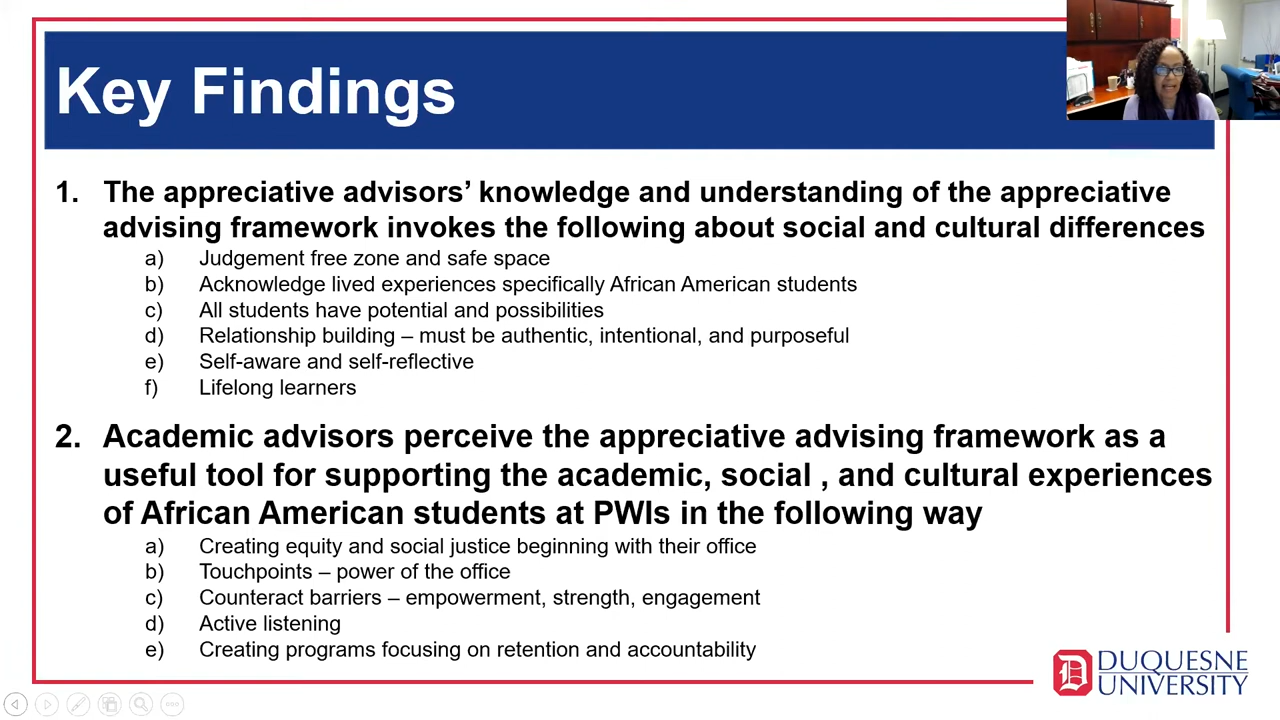 Key Findings
1. The appreciative advisors’ knowledge and understanding of the appreciative
advising framework invokes the following about social and cultural differences
a) Judgement free zone and safe space
b) Acknowledge lived experiences specifically African American students
c) All students have potential and possibilities
d) Relationship building – must be authentic, intentional, and purposeful
e) Self-aware and self-reflective
f) Lifelong learners
2. Academic advisors perceive the appreciative advising framework as a
useful tool for supporting the academic, social , and cultural experiences
of African American students at PWIs in the following way
a) Creating equity and social justice beginning with their office
b) Touchpoints – power of the office
c) Counteract barriers – empowerment, strength, engagement
d) Active listening
e) Creating programs focusing on retention and accountability
D DUQUESNE
UNIVERSITY